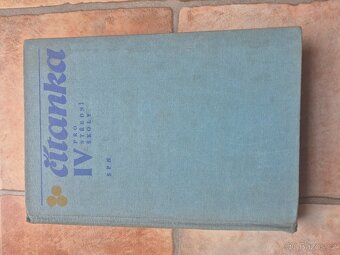 čítanka
IV
PRO
STŘEDNÍ
ŠKOLY
SPN